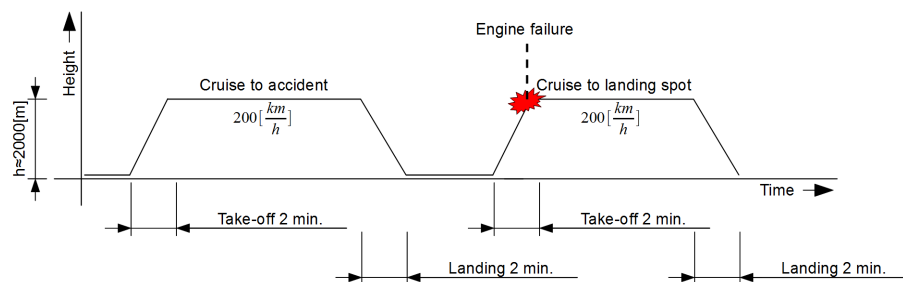 Engine failure
Height
Cruise to accident
Cruise to landing spot
200[km/h]
200[km/h]
h≈2000[m]
Time
Take-off 2 min.
Take-off 2 min.
Landing 2 min.
Landing 2 min.